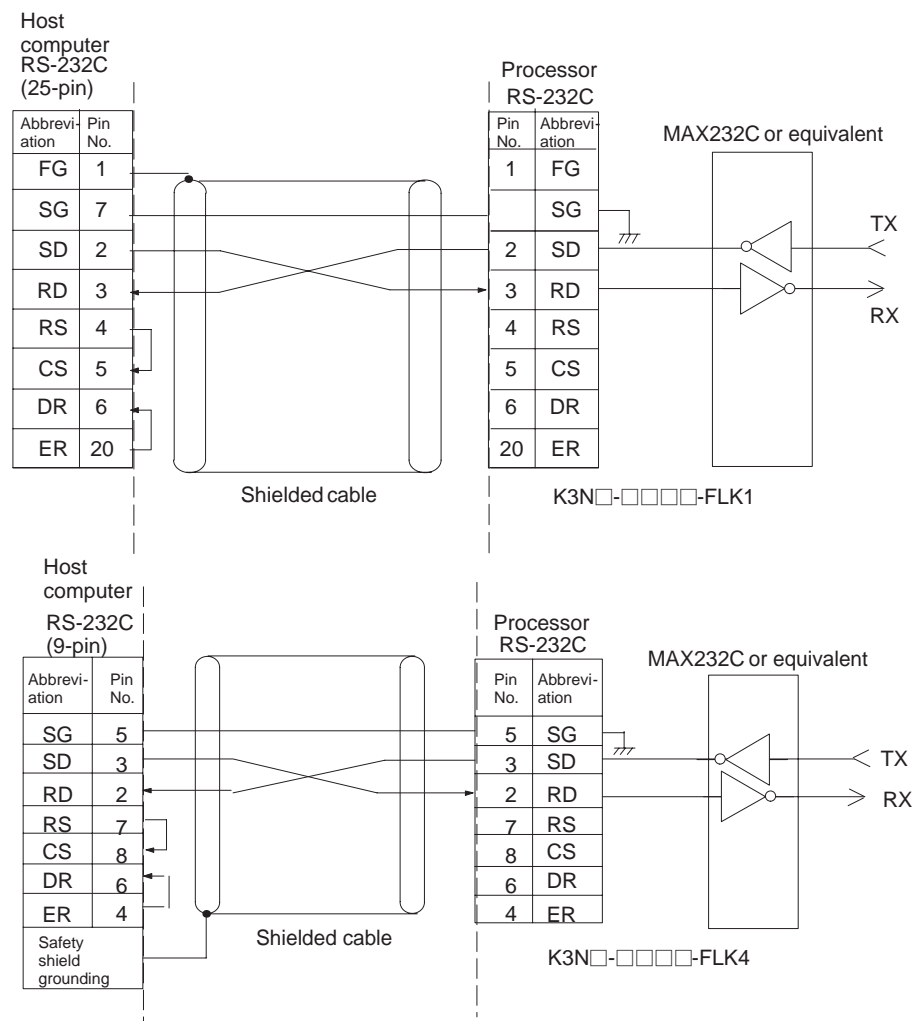 Host
computer
RS-232C
(25-pin)
Processor
RS-232C
MAX232C or equivalent
Abbrevi-
ation
Pin
No.
FG 1
SG 7
SD 2
RD 3
RS 4
CS 5
DR 6
ER 20
Pin
No.
Abbrevi-
ation
1 FG
SG
2 SD
3 RD
4 RS
5 CS
6 DR
20 ER
TX
RX
Shielded cable
K3N□-□□□□-FLK1
Host
computer
RS-232C
(9-pin)
Processor
RS-232C
MAX232C or equivalent
Abbrevi-
ation
Pin
No.
SG 5
SD 3
RD 2
RS 7
CS 8
DR 6
ER 4
Safety
shield
grounding
Pin
No.
Abbrevi-
ation
5 SG
3 SD
2 RD
7 RS
8 CS
6 DR
4 ER
TX
RX
Shielded cable
K3N□-□□□□-FLK4